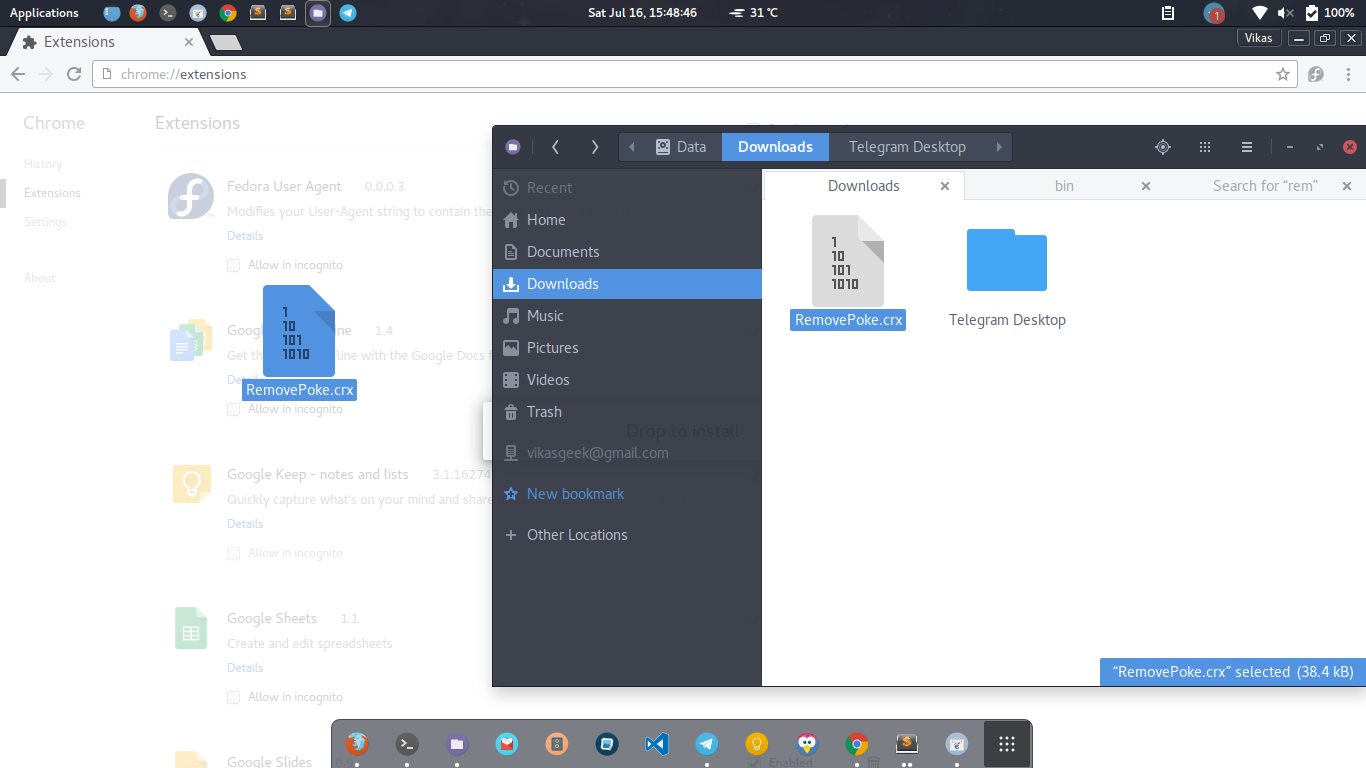 Applications
Sat Jul 16, 15:48:46
31 °C
1
100%
Extensions
Vikas
chrome://extensions
Chrome
History
Extensions
Settings
About
Extensions
Fedora User Agent 0.0.0.3
Modifies your User-Agent string to contain the
Details
Allow in incognito
1.4
Get
ffline with the Google Docs
Allow in incognito
1
10
101
1010
RemovePoke.crx
Google Keep - notes and lists 3.1.16274
Quickly capture what's on your mind and share
Details
Allow in incognito
Google Sheets 1.1
Create and edit spreadsheets
Details
Allow in incognito
Google Slides
Enabled
Data
Downloads
Telegram Desktop
Recent
Home
Documents
Downloads
Music
Pictures
Videos
Trash
Drop to install
vikasgeek@gmail.com
New bookmark
Other Locations
Downloads
bin
Search for “rem”
1
10
101
1010
RemovePoke.crx
Telegram Desktop
“RemovePoke.crx” selected (38.4 kB)